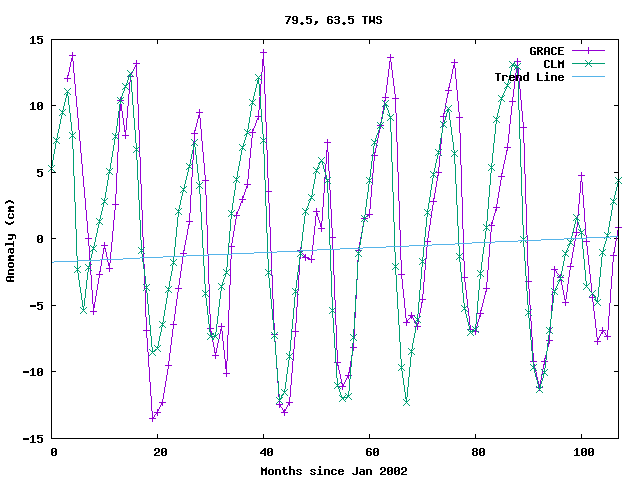 79.5, 63.5 TWS
GRACE
CLM
Trend Line
15
10
5
0
-5
-10
-15
Anomaly (cm)
0 20 40 60 80 100
Months since Jan 2002